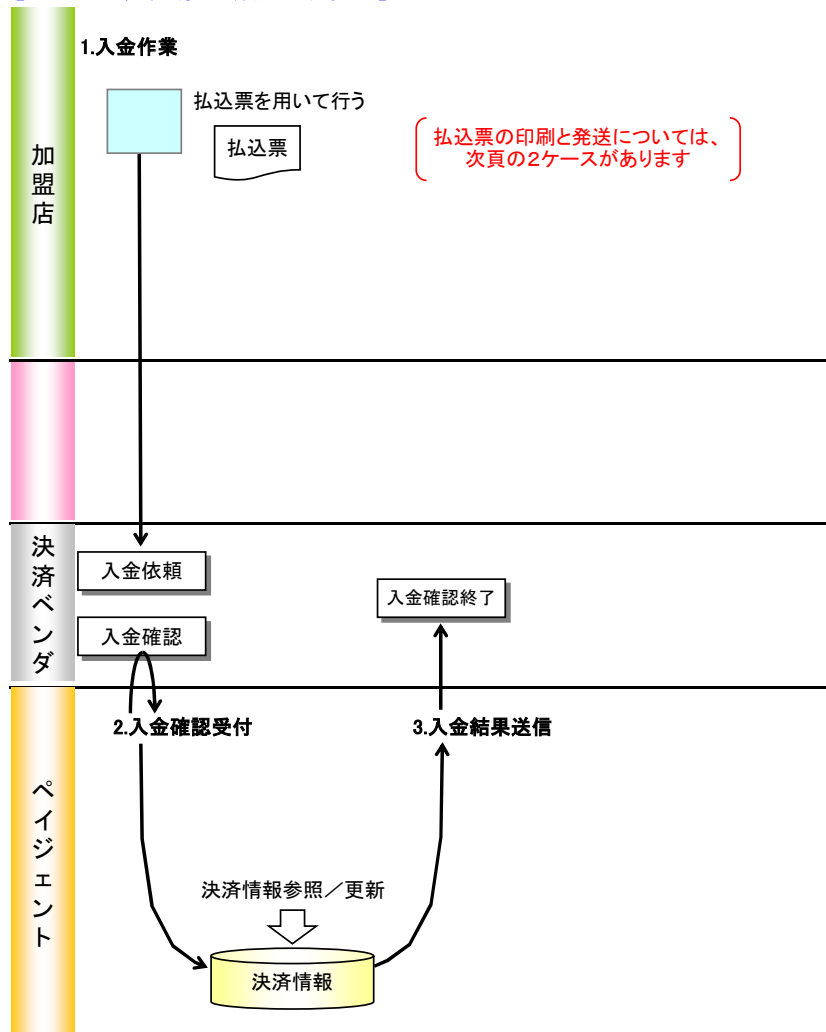 1.入金作業
払込票を用いて行う
払込票
払込票の印刷と発送については、
次頁の2ケースがあります
加盟店
決済ベンダ
入金依頼
入金確認
入金確認終了
2.入金確認受付
3.入金結果送信
ペイジェント
決済情報参照/更新
決済情報